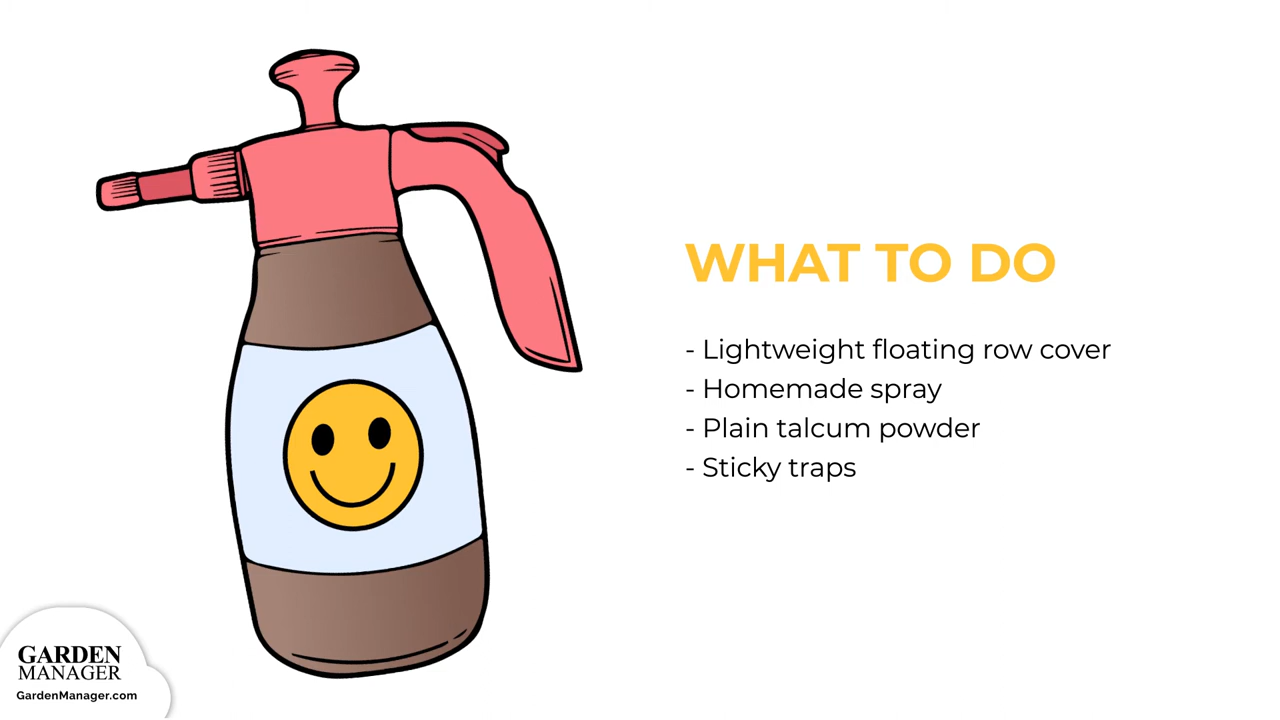 WHAT TO DO
- Lightweight floating row cover
- Homemade spray
- Plain talcum powder
- Sticky traps
GARDEN
MANAGER
GardenManager.com